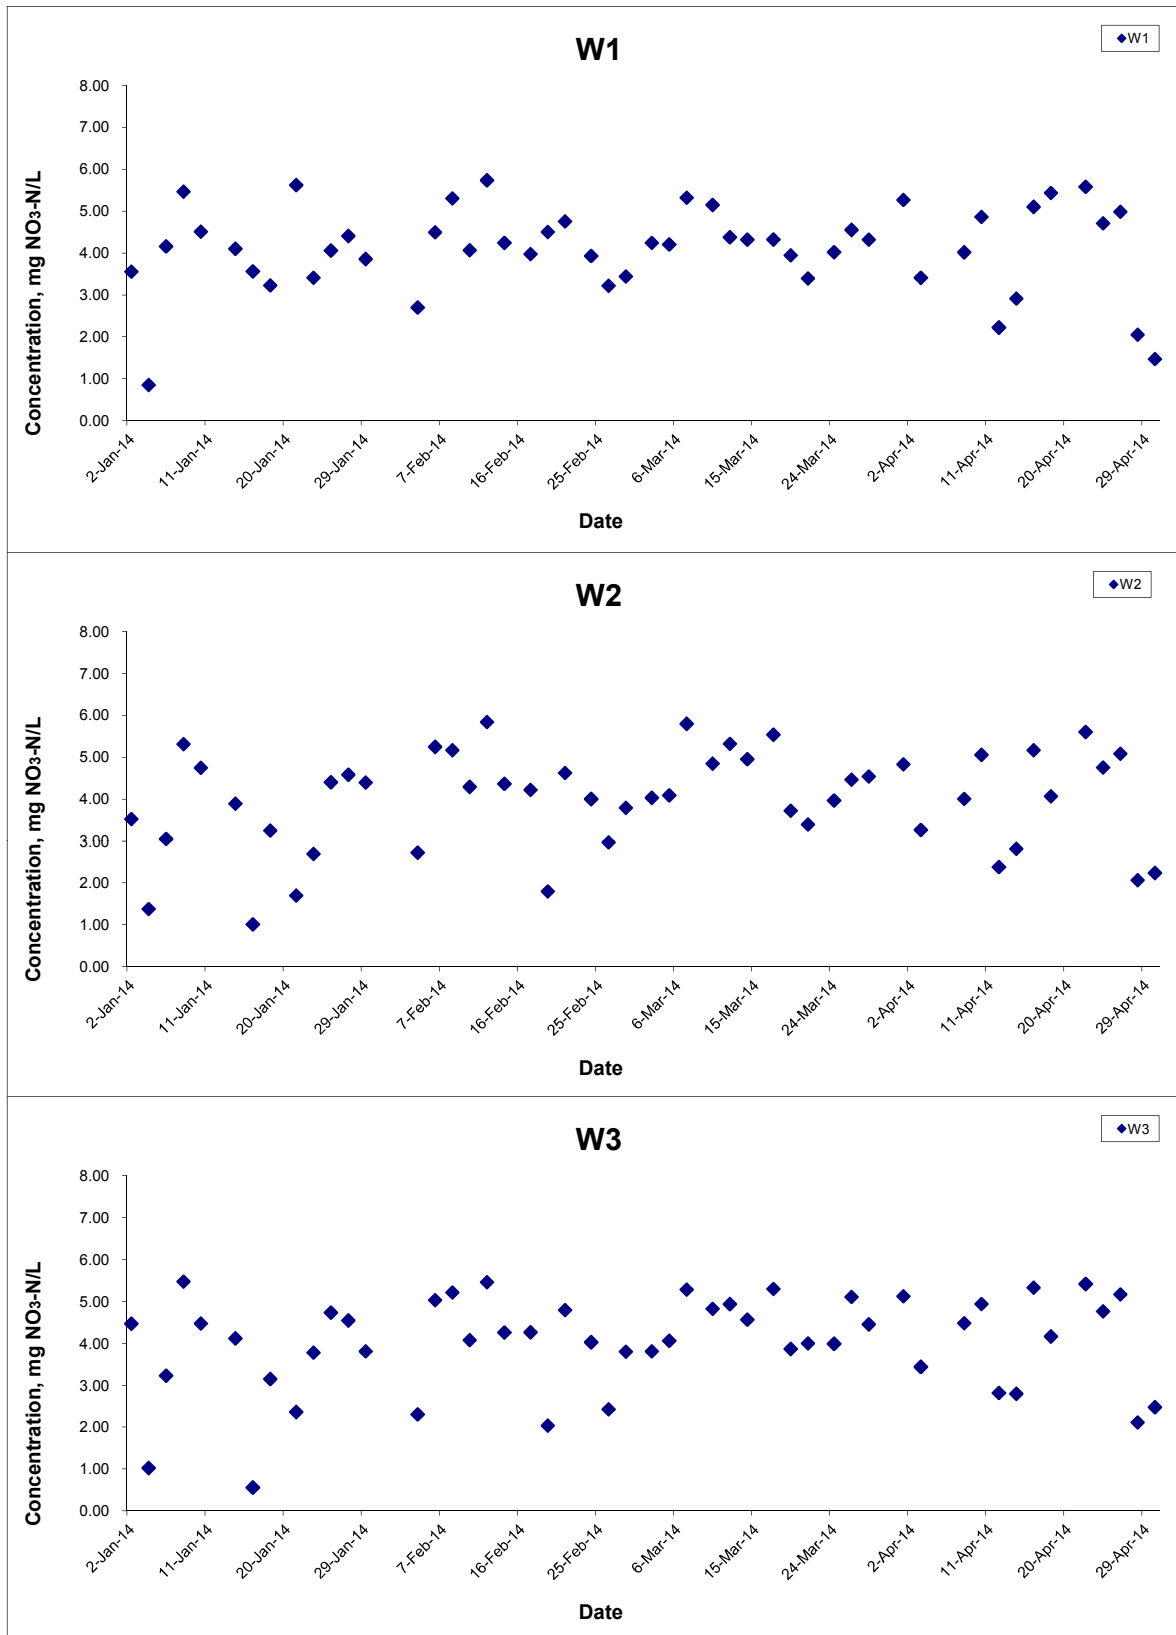 W1
W1
8.00
7.00
6.00
5.00
4.00
3.00
2.00
1.00
0.00
Concentration, mg NO3-N/L
2-Jan-14
11-Jan-14
20-Jan-14
29-Jan-14
7-Feb-14
16-Feb-14
25-Feb-14
6-Mar-14
15-Mar-14
24-Mar-14
2-Apr-14
11-Apr-14
20-Apr-14
29-Apr-14
Date
W2
W2
8.00
7.00
6.00
5.00
4.00
3.00
2.00
1.00
0.00
Concentration, mg NO3-N/L
2-Jan-14
11-Jan-14
20-Jan-14
29-Jan-14
7-Feb-14
16-Feb-14
25-Feb-14
6-Mar-14
15-Mar-14
24-Mar-14
2-Apr-14
11-Apr-14
20-Apr-14
29-Apr-14
Date
W3
W3
8.00
7.00
6.00
5.00
4.00
3.00
2.00
1.00
0.00
Concentration, mg NO3-N/L
2-Jan-14
11-Jan-14
20-Jan-14
29-Jan-14
7-Feb-14
16-Feb-14
25-Feb-14
6-Mar-14
15-Mar-14
24-Mar-14
2-Apr-14
11-Apr-14
20-Apr-14
29-Apr-14
Date